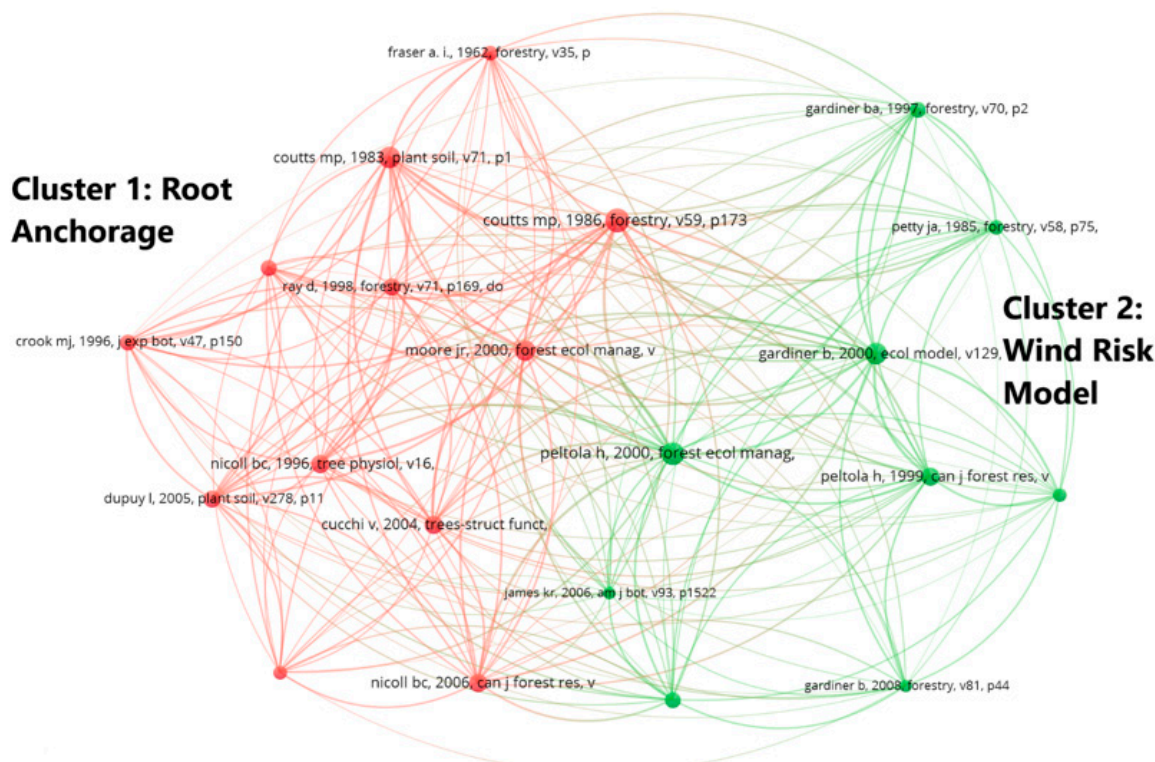 fraser a. i., 1962, forestry, v35, p
gardiner ba, 1997, forestry, v70, p2
coutts mp, 1983, plant soil, v71, p1
Cluster 1: Root
Anchorage
coutts mp, 1986, forestry, v59, p173
petty ja, 1985, forestry, v58, p75,
ray d, 1998, forestry, v71, p169, do
Cluster 2:
Wind Risk
Model
crook mj, 1996, j exp bot, v47, p150
moore jr, 2000, forest ecol manag, v
gardiner b, 2000, ecol model, v129,
peltola h, 2000, forest ecol manag,
nicoll bc, 1996, tree physiol, v16,
peltola h, 1999, can j forest res, v
dupuy l, 2005, plant soil, v278, p11
cucchi v, 2004, trees-struct funct,
james kr, 2006, am j bot, v93, p1522
nicoll bc, 2006, can j forest res, v
gardiner b, 2008, forestry, v81, p44